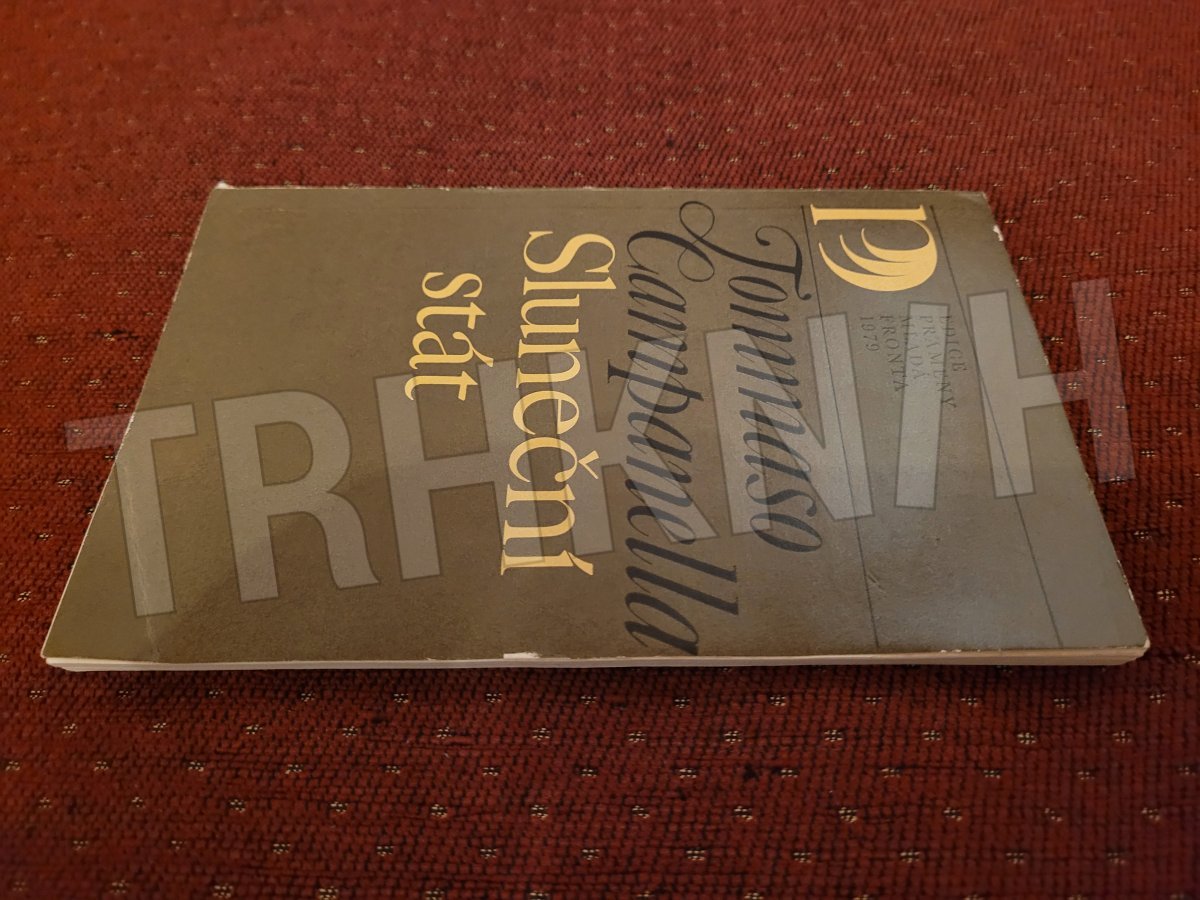 EDICE
PRAMENY
MLADÁ
FRONTA
1979
Tommaso
Campanella
Sluneční
stát
TRHKNIH